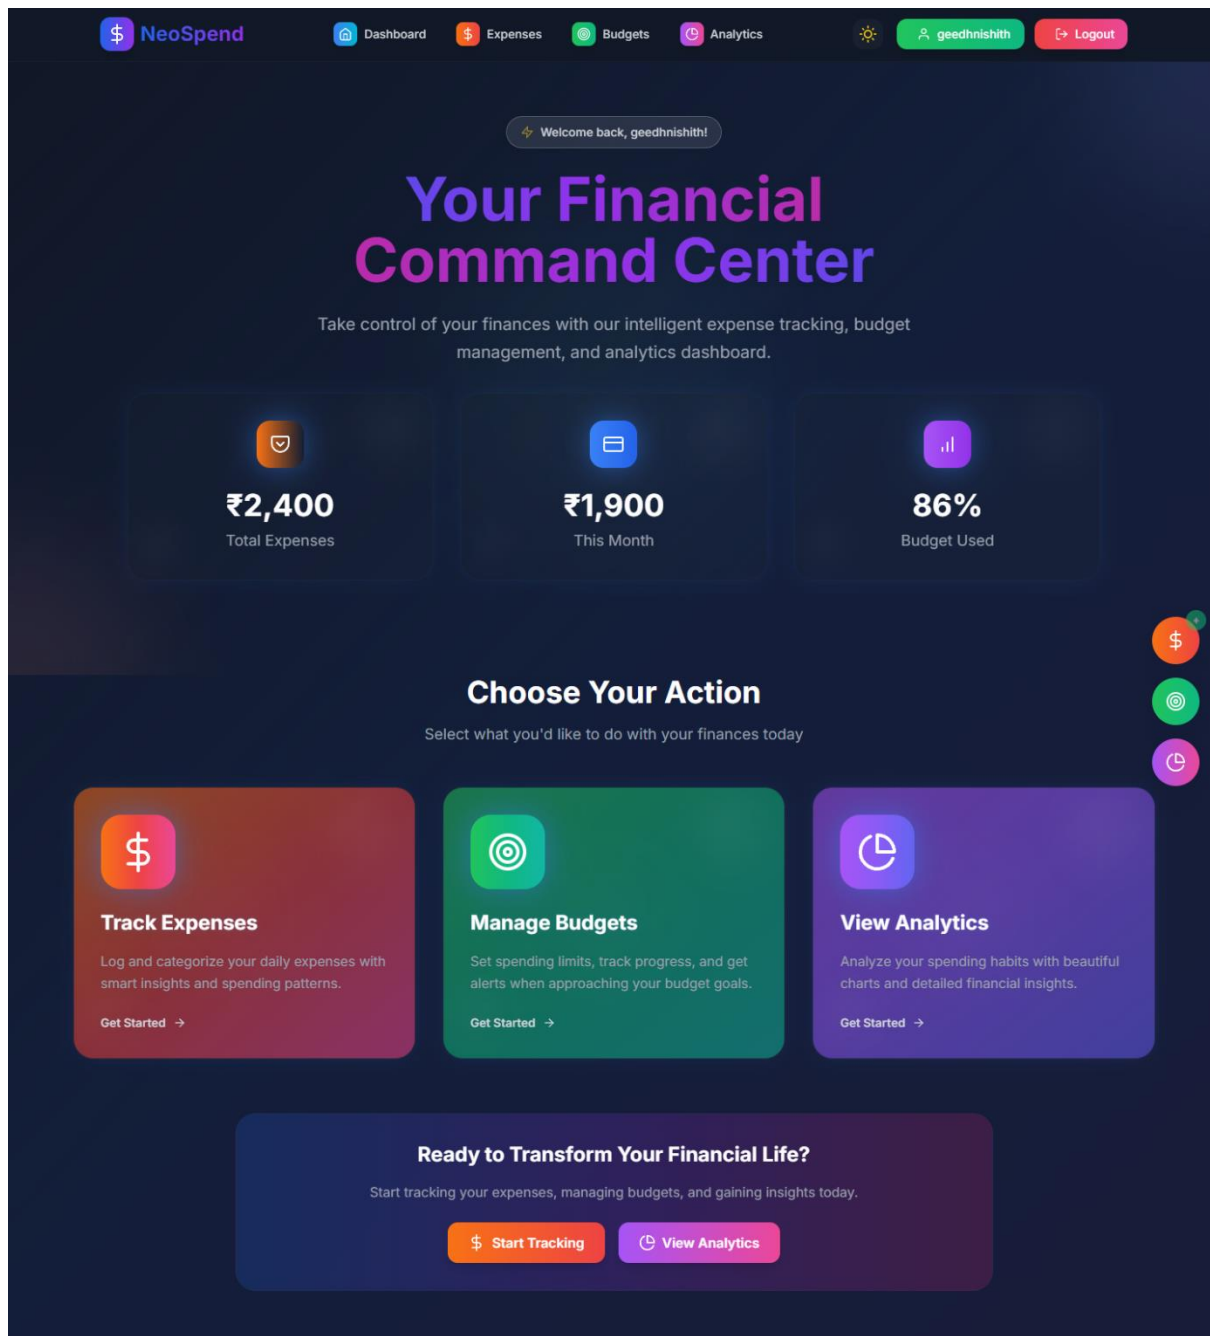 NeoSpend
Dashboard
Expenses
Budgets
Analytics
geedhnishith
Logout
Welcome back, geedhnishith!
Your Financial
Command Center
Take control of your finances with our intelligent expense tracking, budget
management, and analytics dashboard.
₹2,400
Total Expenses
₹1,900
This Month
86%
Budget Used
Choose Your Action
Select what you'd like to do with your finances today
Track Expenses
Log and categorize your daily expenses with
smart insights and spending patterns.
Get Started →
Manage Budgets
Set spending limits, track progress, and get
alerts when approaching your budget goals.
Get Started →
View Analytics
Analyze your spending habits with beautiful
charts and detailed financial insights.
Get Started →
Ready to Transform Your Financial Life?
Start tracking your expenses, managing budgets, and gaining insights today.
$ Start Tracking
View Analytics